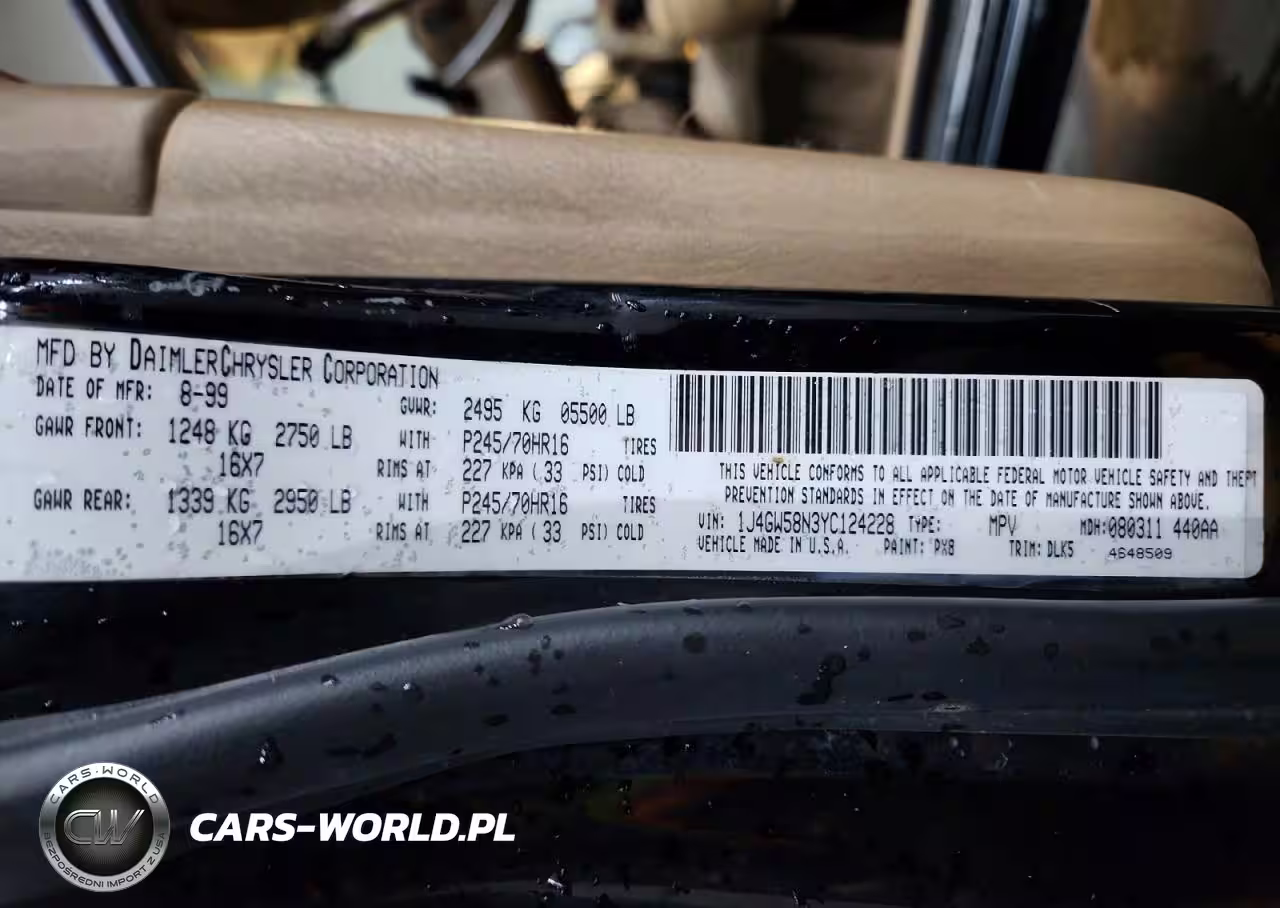 MFD BY DAIMLERCHRYSLER CORPORATION
DATE OF MFR: 8-99
GVWR: 2495 KG 05500 LB
GAWR FRONT: 1248 KG 2750 LB WITH P245/70HR16 TIRES
16X7 RIMS AT 227 KPA ( 33 PSI) COLD
GAWR REAR: 1339 KG 2950 LB WITH P245/70HR16 TIRES
16X7 RIMS AT 227 KPA ( 33 PSI) COLD
THIS VEHICLE CONFORMS TO ALL APPLICABLE FEDERAL MOTOR VEHICLE SAFETY AND THEFT
PREVENTION STANDARDS IN EFFECT ON THE DATE OF MANUFACTURE SHOWN ABOVE.
VIN: 1J4GW58N3YC124228 TYPE: MPV MDH:080311 440AA
VEHICLE MADE IN U.S.A. PAINT: PX8 TRIM: DLK5 4648509
CARS-WORLD
CW
BEZPOŚREDNI IMPORT Z USA
CARS-WORLD.PL